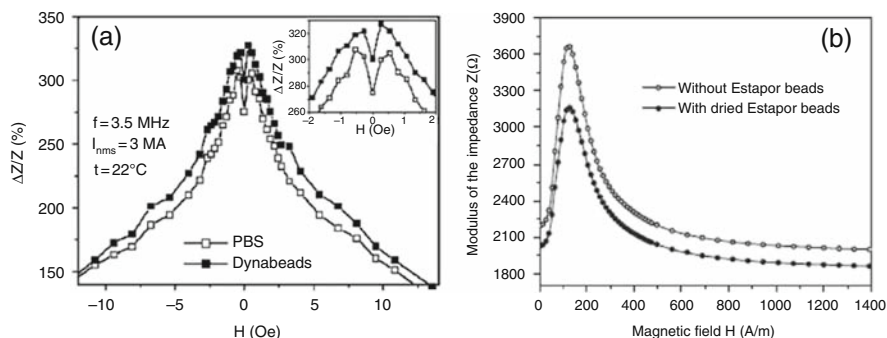 (a)
350
300
250
200
150
ΔZ/Z (%)
f = 3.5 MHz
Inms = 3 MA
t = 22°C
PBS
Dynabeads
−10
−5
0
5
10
H (Oe)
320
300
280
260
ΔZ/Z (%)
−2
−1
0
1
2
H (Oe)
(b)
3900
3600
3300
3000
2700
2400
2100
1800
Modulus of the impedance Z(Ω)
Without Estapor beads
With dried Estapor beads
0 200 400 600 800 1000 1200 1400
Magnetic field H (A/m)